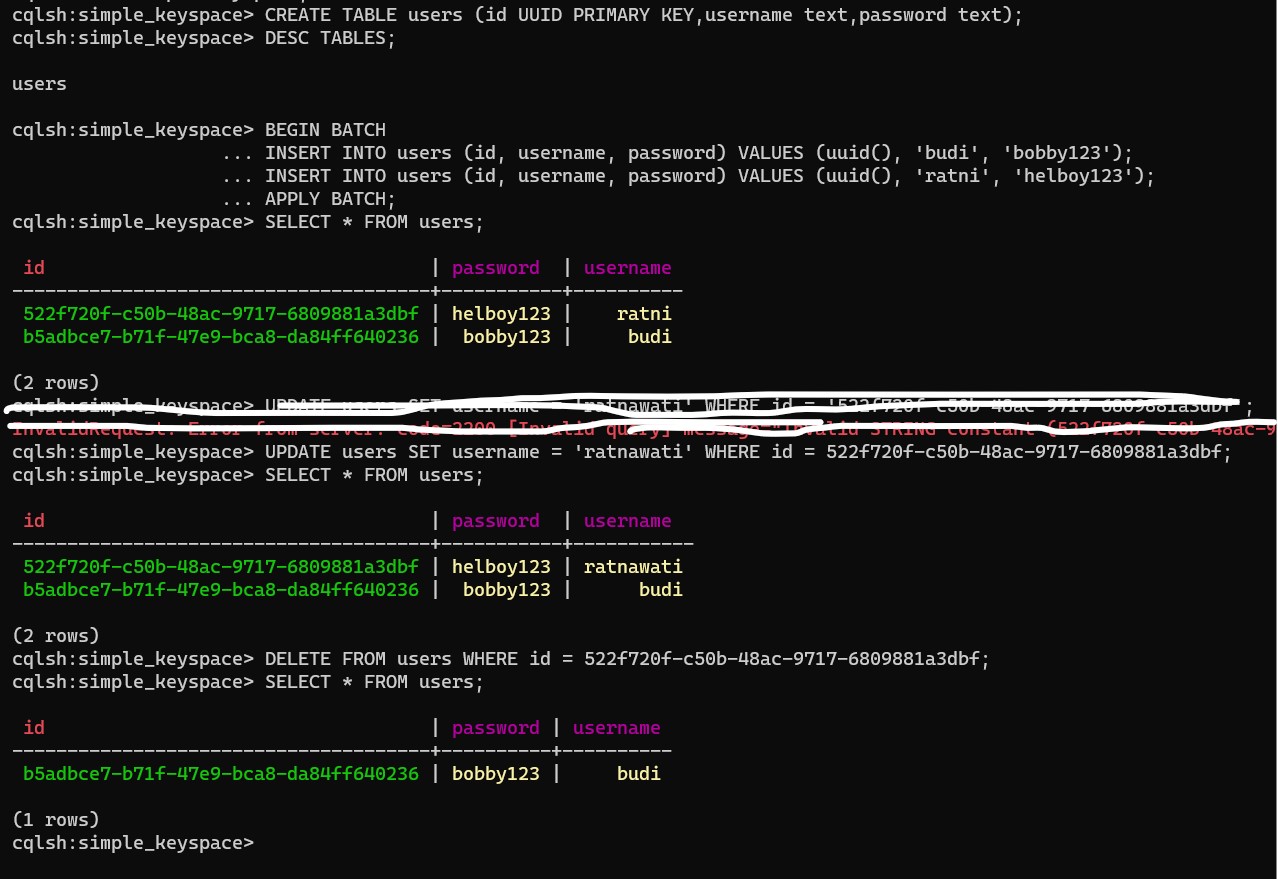 cqlsh:simple_keyspace> CREATE TABLE users (id UUID PRIMARY KEY,username text,password text);
cqlsh:simple_keyspace> DESC TABLES;
users
cqlsh:simple_keyspace> BEGIN BATCH
... INSERT INTO users (id, username, password) VALUES (uuid(), 'budi', 'bobby123');
... INSERT INTO users (id, username, password) VALUES (uuid(), 'ratni', 'helboy123');
... APPLY BATCH;
cqlsh:simple_keyspace> SELECT * FROM users;
id | password | username
--------------------------------------+-----------+----------
522f720f-c50b-48ac-9717-6809881a3dbf | helboy123 | ratni
b5adbce7-b71f-47e9-bca8-da84ff640236 | bobby123 | budi
(2 rows)
cqlsh:simple_keyspace> UPDATE users SET username = 'ratnawati' WHERE id = '522f720f-c50b-48ac-9717-6809881a3dbf ;
InvalidRequest: Error from server: code=2200 [Invalid query] message="Invalid STRING constant (522f720f-c50b-48ac-9
cqlsh:simple_keyspace> UPDATE users SET username = 'ratnawati' WHERE id = 522f720f-c50b-48ac-9717-6809881a3dbf;
cqlsh:simple_keyspace> SELECT * FROM users;
id | password | username
--------------------------------------+-----------+-----------
522f720f-c50b-48ac-9717-6809881a3dbf | helboy123 | ratnawati
b5adbce7-b71f-47e9-bca8-da84ff640236 | bobby123 | budi
(2 rows)
cqlsh:simple_keyspace> DELETE FROM users WHERE id = 522f720f-c50b-48ac-9717-6809881a3dbf;
cqlsh:simple_keyspace> SELECT * FROM users;
id | password | username
--------------------------------------+----------+----------
b5adbce7-b71f-47e9-bca8-da84ff640236 | bobby123 | budi
(1 rows)
cqlsh:simple_keyspace>